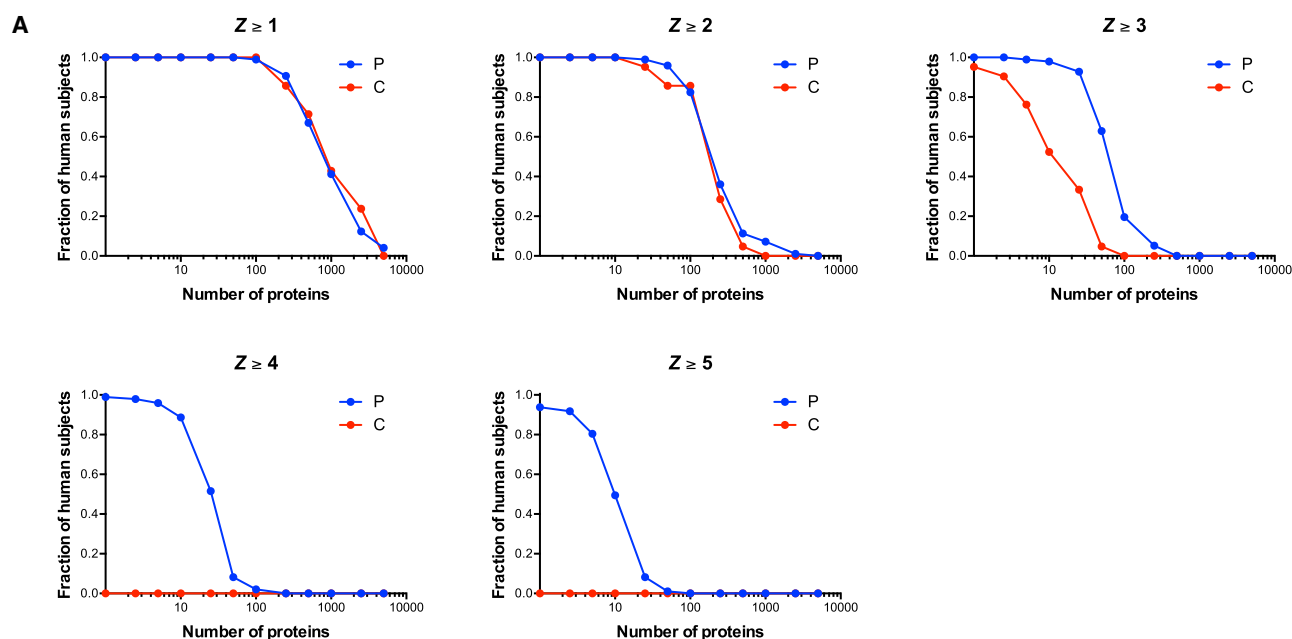 A
Z ≥ 1
Fraction of human subjects
1.0
0.8
0.6
0.4
0.2
0.0
10 100 1000 10000
Number of proteins
P
C
Z ≥ 2
Fraction of human subjects
1.0
0.8
0.6
0.4
0.2
0.0
10 100 1000 10000
Number of proteins
P
C
Z ≥ 3
Fraction of human subjects
1.0
0.8
0.6
0.4
0.2
0.0
10 100 1000 10000
Number of proteins
P
C
Z ≥ 4
Fraction of human subjects
1.0
0.8
0.6
0.4
0.2
0.0
10 100 1000 10000
Number of proteins
P
C
Z ≥ 5
Fraction of human subjects
1.0
0.8
0.6
0.4
0.2
0.0
10 100 1000 10000
Number of proteins
P
C